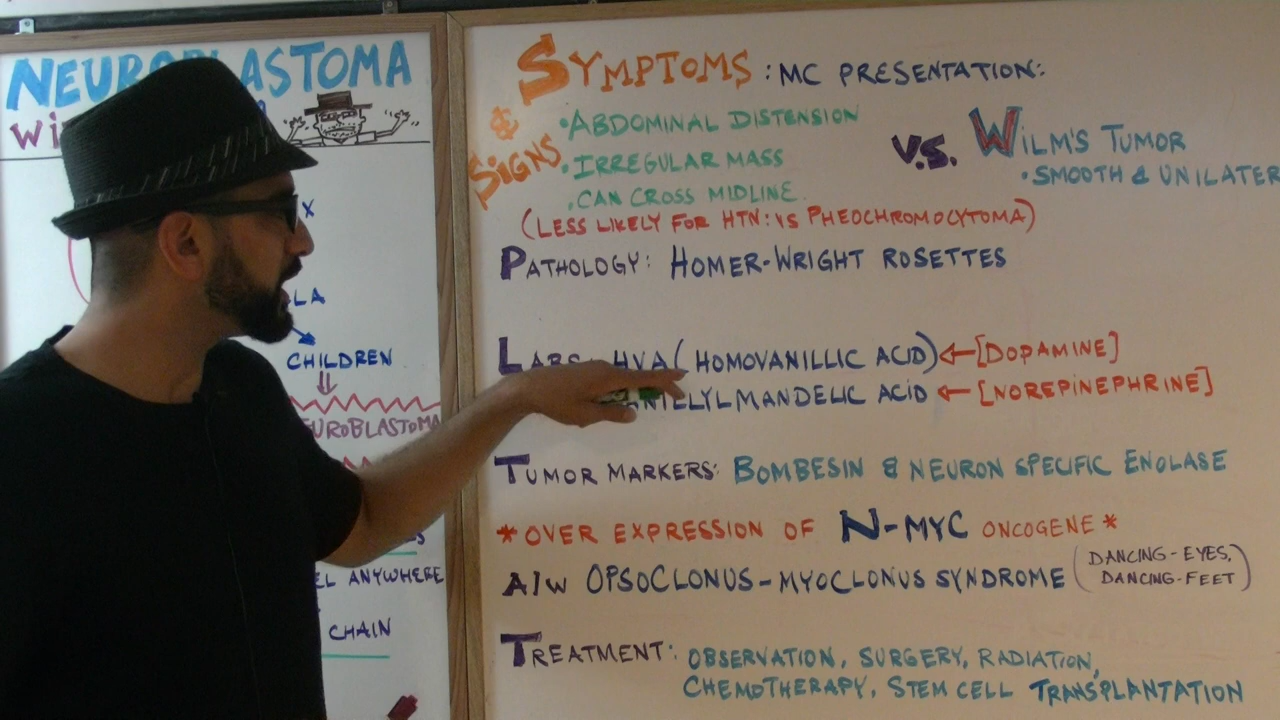 NEUROBLASTOMA
CHILDREN
ANYWHERE
CHAIN
SYMPTOMS: MC PRESENTATION:
& SIGNS
• ABDOMINAL DISTENSION
• IRREGULAR MASS
• CAN CROSS MIDLINE
(LESS LIKELY FOR HTN: VS PHEOCHROMOCYTOMA)
V.S. WILM'S TUMOR
• SMOOTH & UNILATER
PATHOLOGY: HOMER-WRIGHT ROSETTES
LABS: HVA (HOMOVANILLIC ACID) ← [DOPAMINE]
NILLYLMANDELIC ACID ← [NOREPINEPHRINE]
TUMOR MARKERS: BOMBESIN & NEURON SPECIFIC ENOLASE
* OVER EXPRESSION OF N-MYC ONCOGENE *
A/W OPSOCLONUS-MYOCLONUS SYNDROME (DANCING-EYES,
DANCING-FEET)
TREATMENT: OBSERVATION, SURGERY, RADIATION,
CHEMOTHERAPY, STEM CELL TRANSPLANTATION